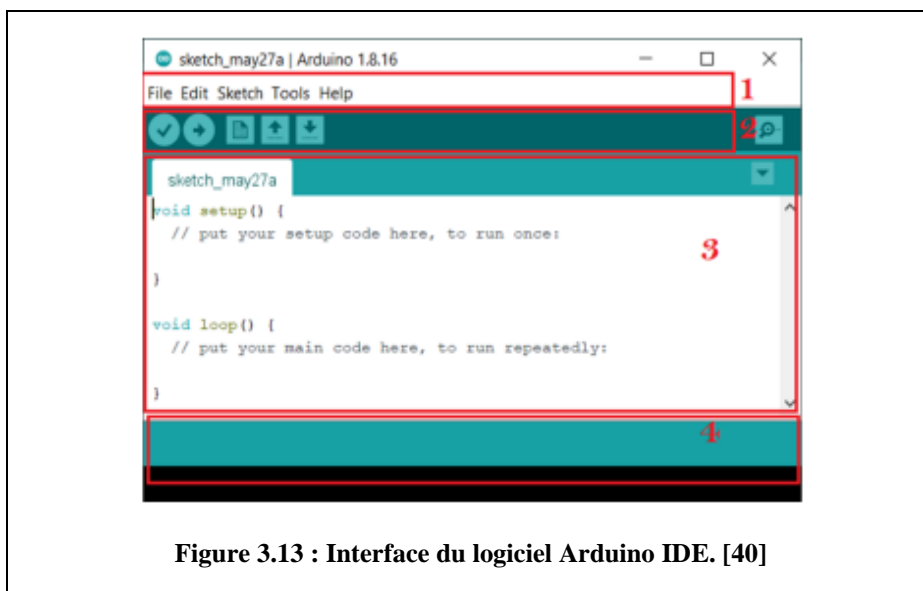 sketch_may27a | Arduino 1.8.16
File Edit Sketch Tools Help
1
2
sketch_may27a
void setup() {
// put your setup code here, to run once:
3
}
void loop() {
// put your main code here, to run repeatedly:
}
4
Figure 3.13 : Interface du logiciel Arduino IDE. [40]